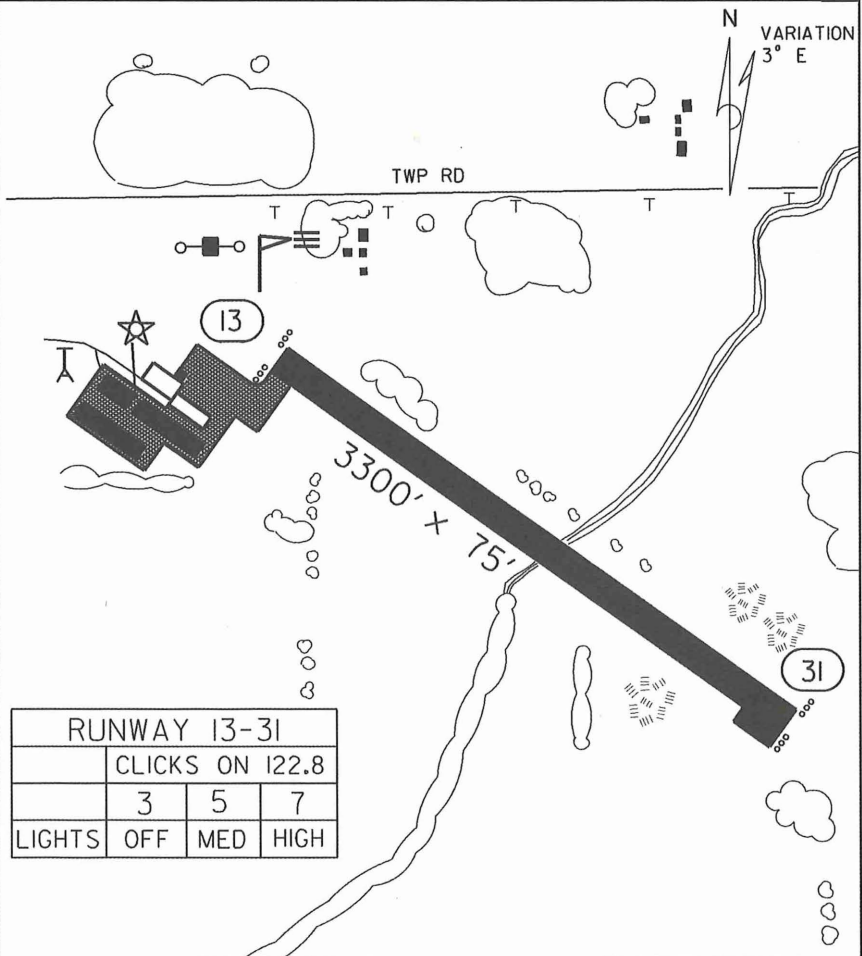 N
VARIATION
3° E
TWP RD
T T T T T
13
3300' X 75'
31
RUNWAY 13-31
CLICKS ON 122.8
3 5 7
LIGHTS OFF MED HIGH